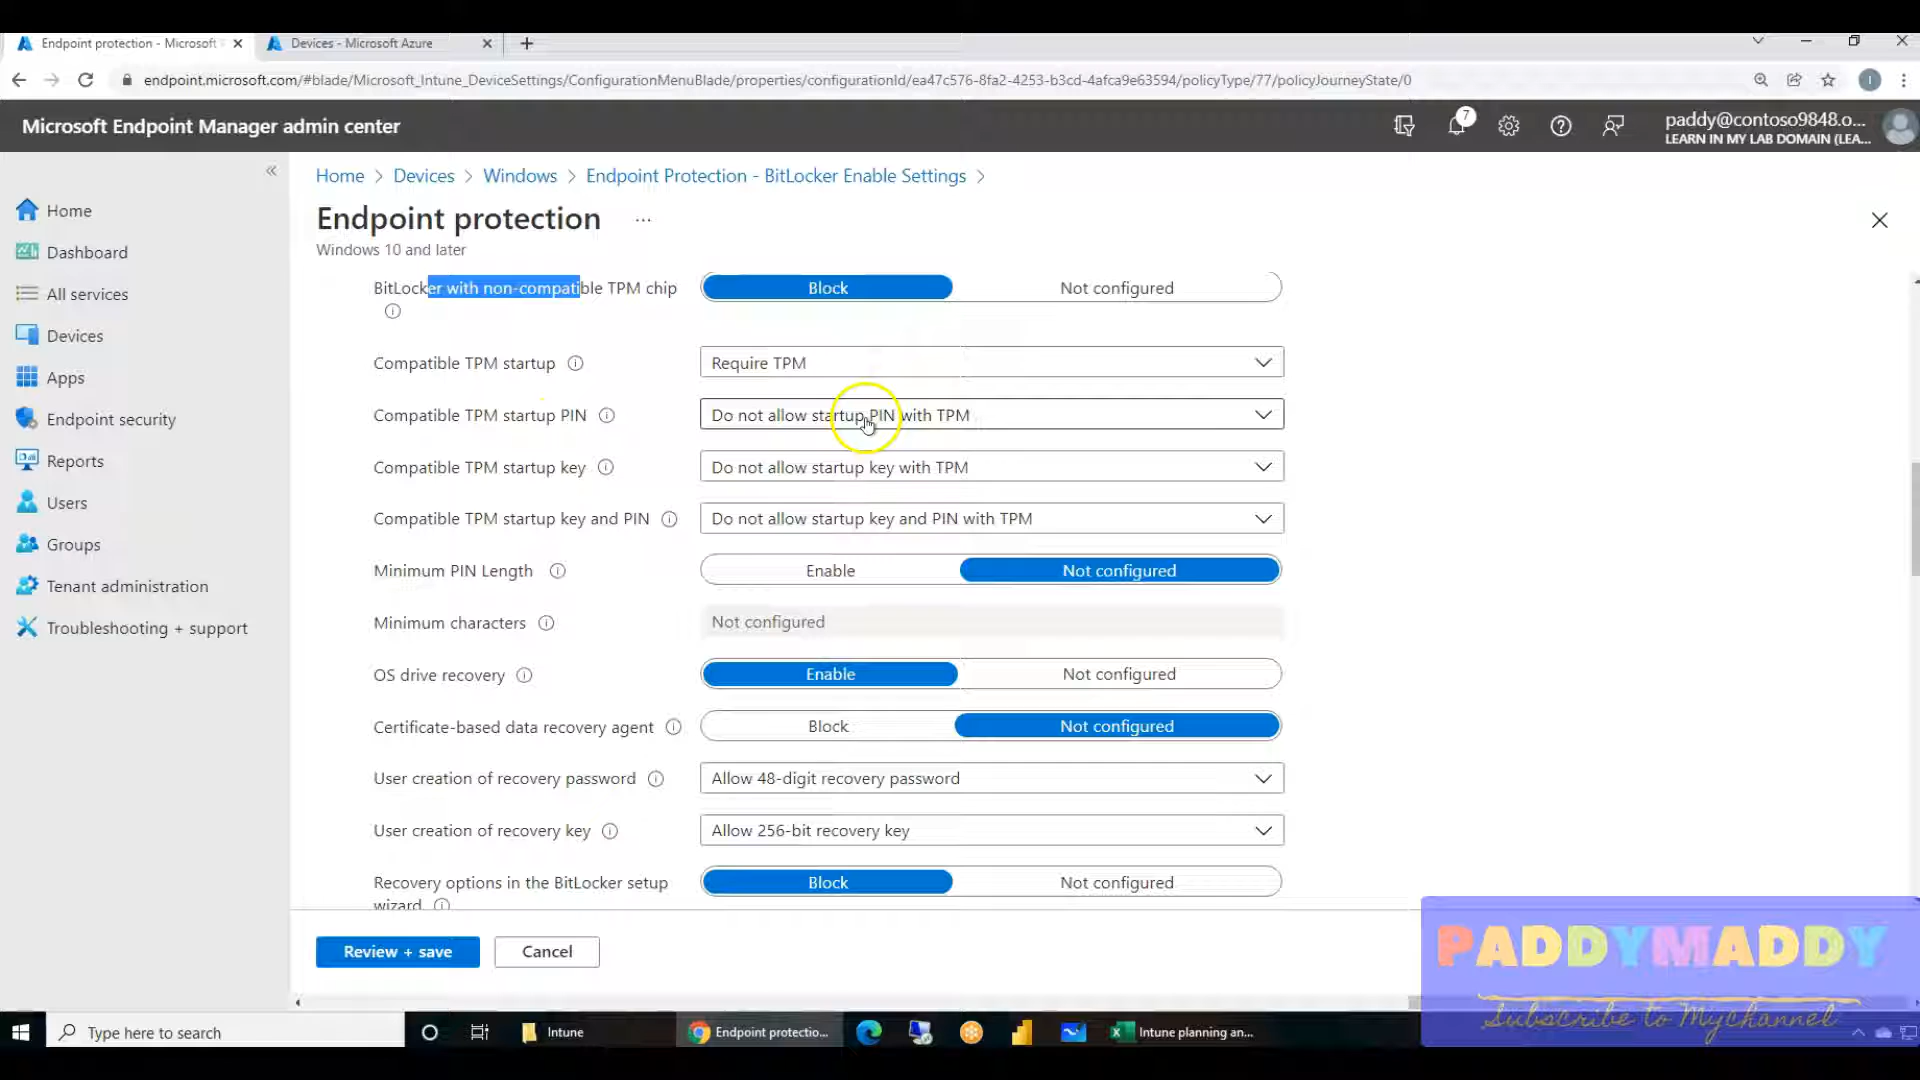 Endpoint protection - Microsoft
Devices - Microsoft Azure
endpoint.microsoft.com/#blade/Microsoft_Intune_DeviceSettings/ConfigurationMenuBlade/properties/configurationId/ea47c576-8fa2-4253-b3cd-4afca9e63594/policyType/77/policyJourneyState/0
Microsoft Endpoint Manager admin center
7
paddy@contoso9848.o...
LEARN IN MY LAB DOMAIN (LEA...
Home > Devices > Windows > Endpoint Protection - BitLocker Enable Settings >
Endpoint protection ...
Windows 10 and later
Home
Dashboard
All services
Devices
Apps
Endpoint security
Reports
Users
Groups
Tenant administration
Troubleshooting + support
BitLocker with non-compatible TPM chip Block Not configured
Compatible TPM startup Require TPM
Compatible TPM startup PIN Do not allow startup PIN with TPM
Compatible TPM startup key Do not allow startup key with TPM
Compatible TPM startup key and PIN Do not allow startup key and PIN with TPM
Minimum PIN Length Enable Not configured
Minimum characters Not configured
OS drive recovery Enable Not configured
Certificate-based data recovery agent Block Not configured
User creation of recovery password Allow 48-digit recovery password
User creation of recovery key Allow 256-bit recovery key
Recovery options in the BitLocker setup Block Not configured
wizard
Review + save Cancel
PADDYMADDY
Subscribe to Mychannel
Type here to search
Intune
Endpoint protectio...
Intune planning an...